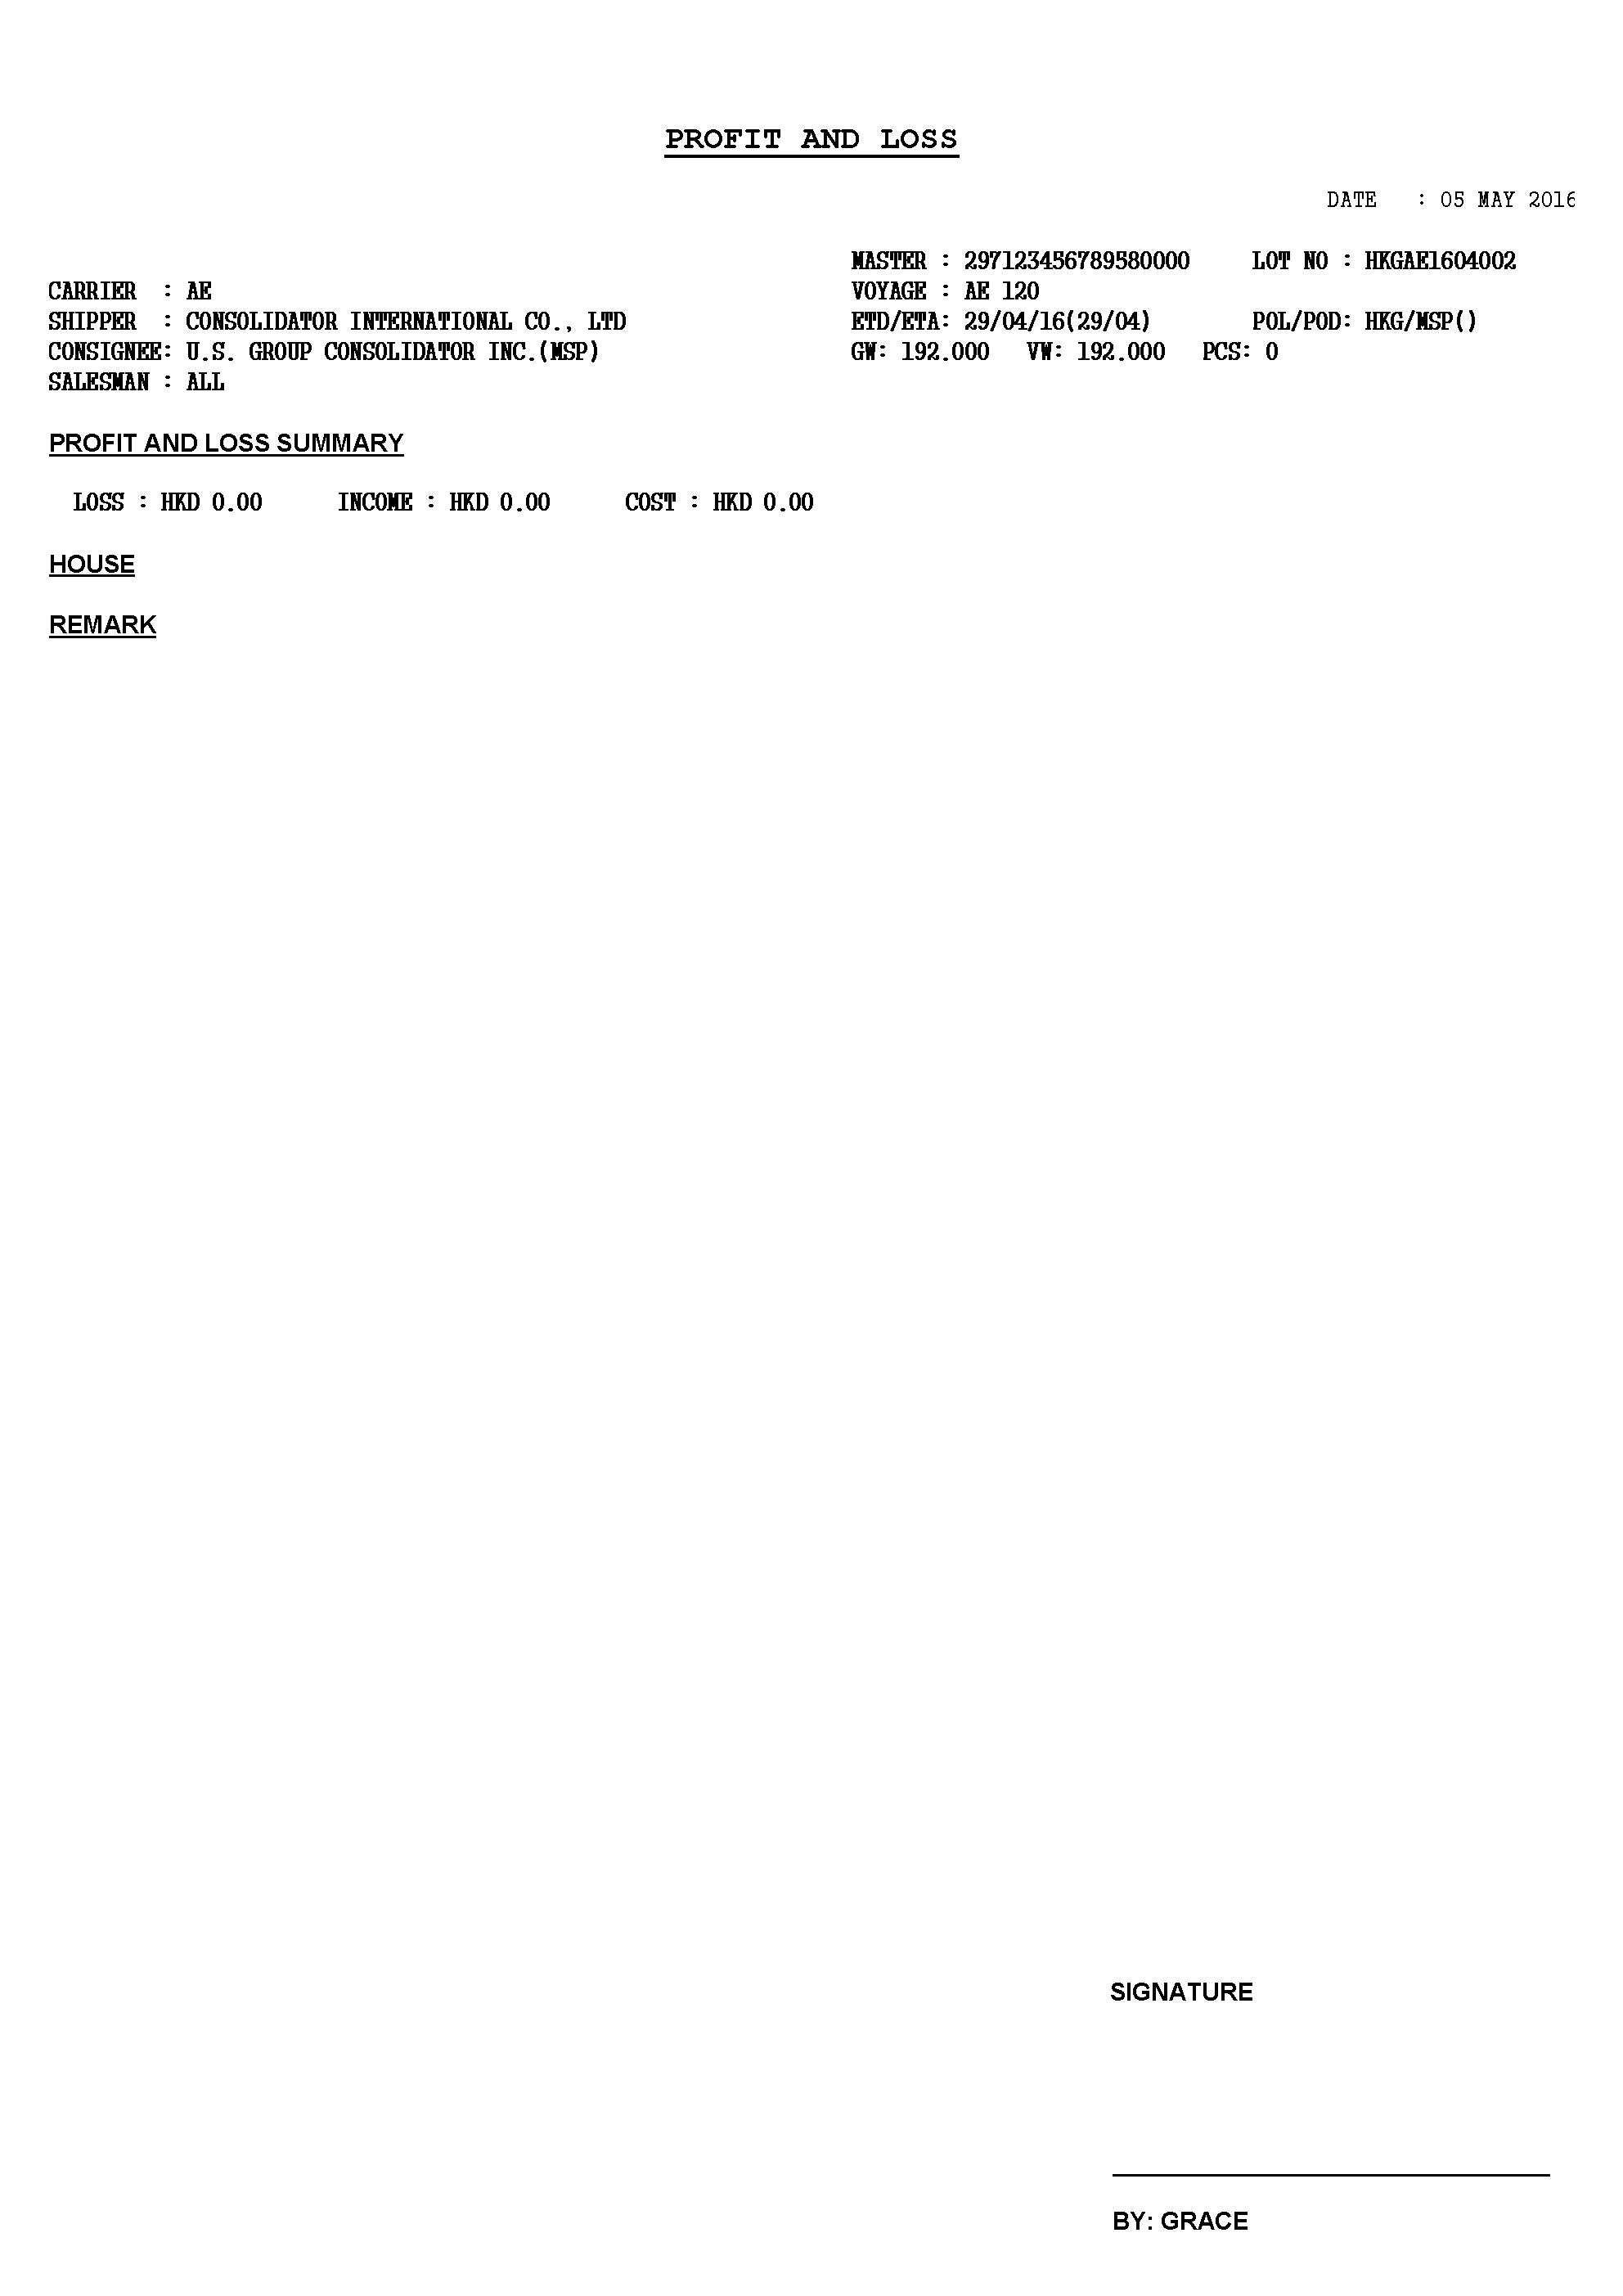 PROFIT AND LOSS
DATE : 05 MAY 2016
MASTER : 297123456789580000 LOT NO : HKGAE1604002
CARRIER : AE VOYAGE : AE 120
SHIPPER : CONSOLIDATOR INTERNATIONAL CO., LTD ETD/ETA: 29/04/16(29/04) POL/POD: HKG/MSP()
CONSIGNEE: U.S. GROUP CONSOLIDATOR INC.(MSP) GW: 192.000 VW: 192.000 PCS: 0
SALESMAN : ALL
PROFIT AND LOSS SUMMARY
LOSS : HKD 0.00 INCOME : HKD 0.00 COST : HKD 0.00
HOUSE
REMARK
SIGNATURE
BY: GRACE